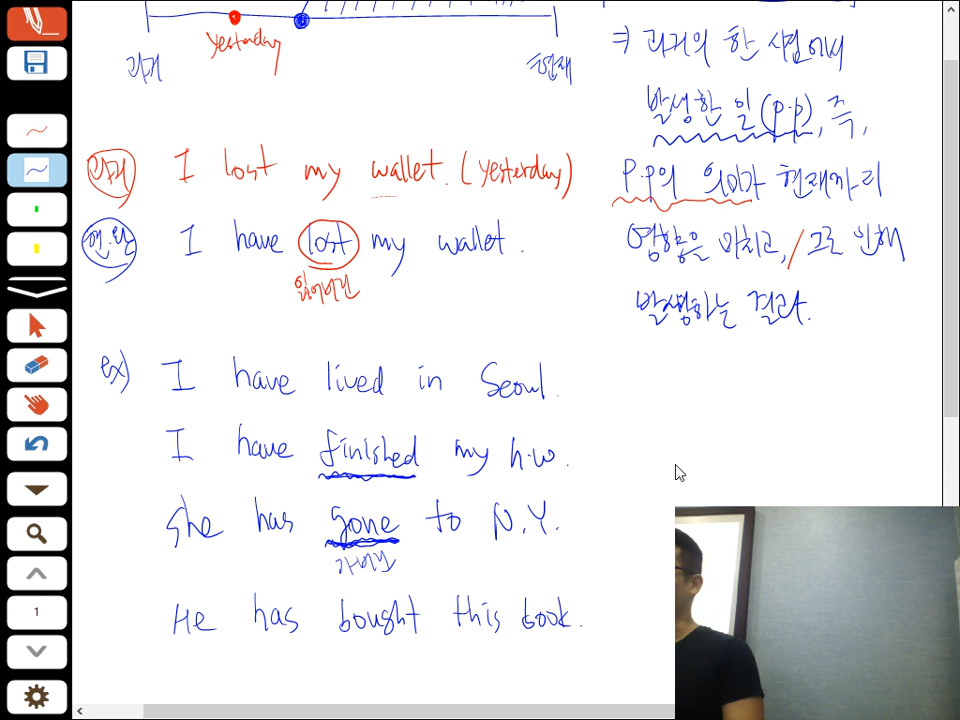 yesterday
과거
현재
과거 I lost my wallet. (yesterday)
현.완 I have lost my wallet.
잃어버린
ex) I have lived in Seoul.
I have finished my h.w.
She has gone to N.Y.
He has bought this book.
⇒ 과거의 한 시점에서
발생한 일(p.p), 즉,
P.p의 의미가 현재까지
영향을 미치고, / 그로 인해
발생하는 결과.
1